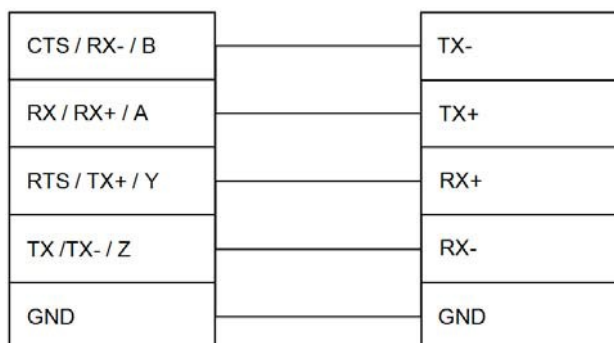 CTS / RX- / B
TX-
RX / RX+ / A
TX+
RTS / TX+ / Y
RX+
TX /TX- / Z
RX-
GND
GND